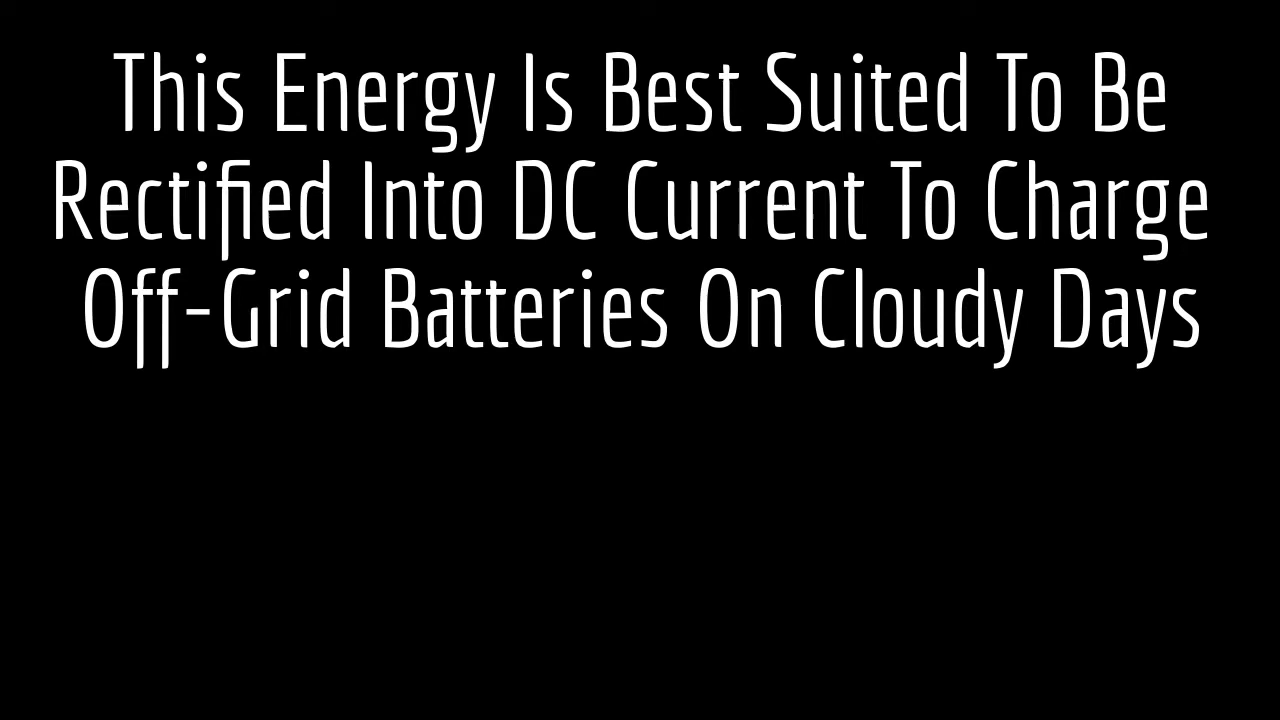 This Energy Is Best Suited To Be
Rectified Into DC Current To Charge
Off-Grid Batteries On Cloudy Days